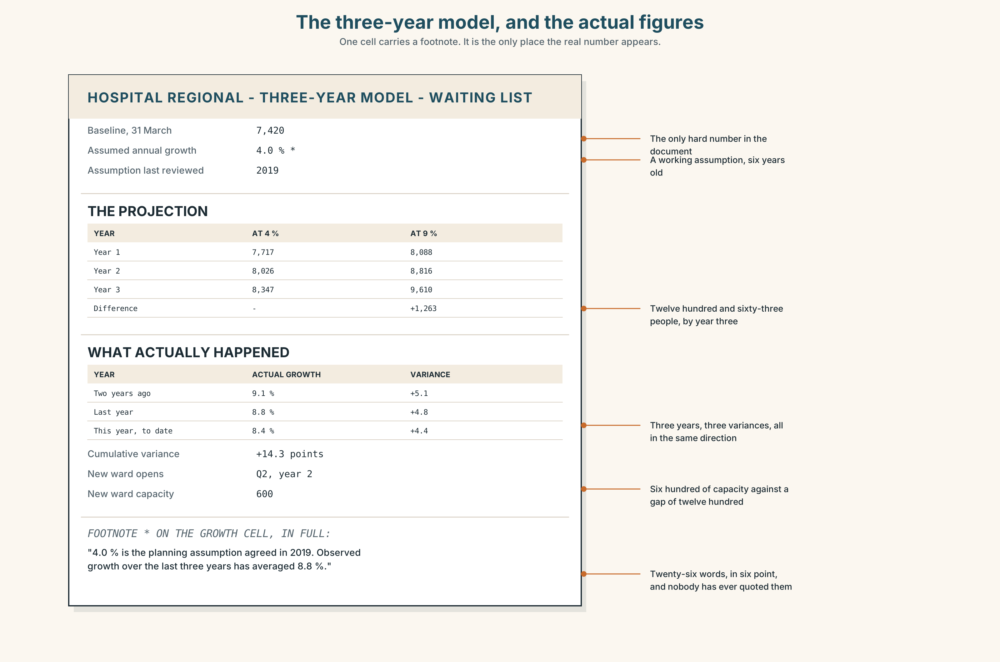 The three-year model, and the actual figures
One cell carries a footnote. It is the only place the real number appears.
HOSPITAL REGIONAL - THREE-YEAR MODEL - WAITING LIST
Baseline, 31 March 7,420
Assumed annual growth 4.0 % *
Assumption last reviewed 2019
The only hard number in the
document
A working assumption, six years
old
THE PROJECTION
YEAR AT 4 % AT 9 %
Year 1 7,717 8,088
Year 2 8,026 8,816
Year 3 8,347 9,610
Difference - +1,263
Twelve hundred and sixty-three
people, by year three
WHAT ACTUALLY HAPPENED
YEAR ACTUAL GROWTH VARIANCE
Two years ago 9.1 % +5.1
Last year 8.8 % +4.8
This year, to date 8.4 % +4.4
Three years, three variances, all
in the same direction
Cumulative variance +14.3 points
New ward opens Q2, year 2
New ward capacity 600
Six hundred of capacity against a
gap of twelve hundred
FOOTNOTE * ON THE GROWTH CELL, IN FULL:
"4.0 % is the planning assumption agreed in 2019. Observed
growth over the last three years has averaged 8.8 %."
Twenty-six words, in six point,
and nobody has ever quoted them